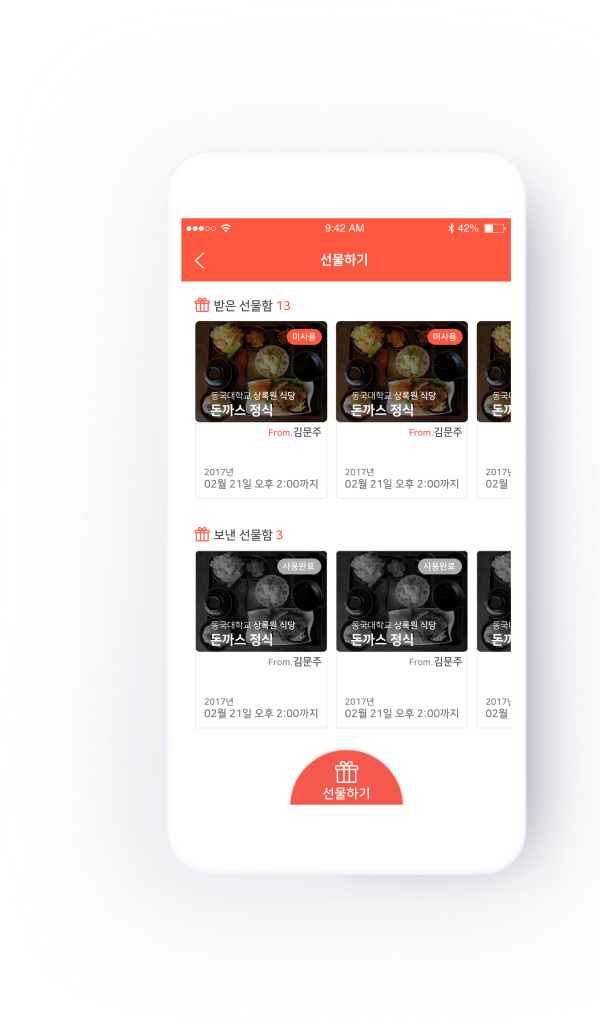 9:42 AM
42%
선물하기
받은 선물함 13
미사용
동국대학교 상록원 식당
돈까스 정식
From.김문주
2017년
02월 21일 오후 2:00까지
미사용
동국대학교 상록원 식당
돈까스 정식
From.김문주
2017년
02월 21일 오후 2:00까지
동국
돈까
2017년
02월
보낸 선물함 3
사용완료
동국대학교 상록원 식당
돈까스 정식
From.김문주
2017년
02월 21일 오후 2:00까지
사용완료
동국대학교 상록원 식당
돈까스 정식
From.김문주
2017년
02월 21일 오후 2:00까지
동국
돈까
2017년
02월
선물하기